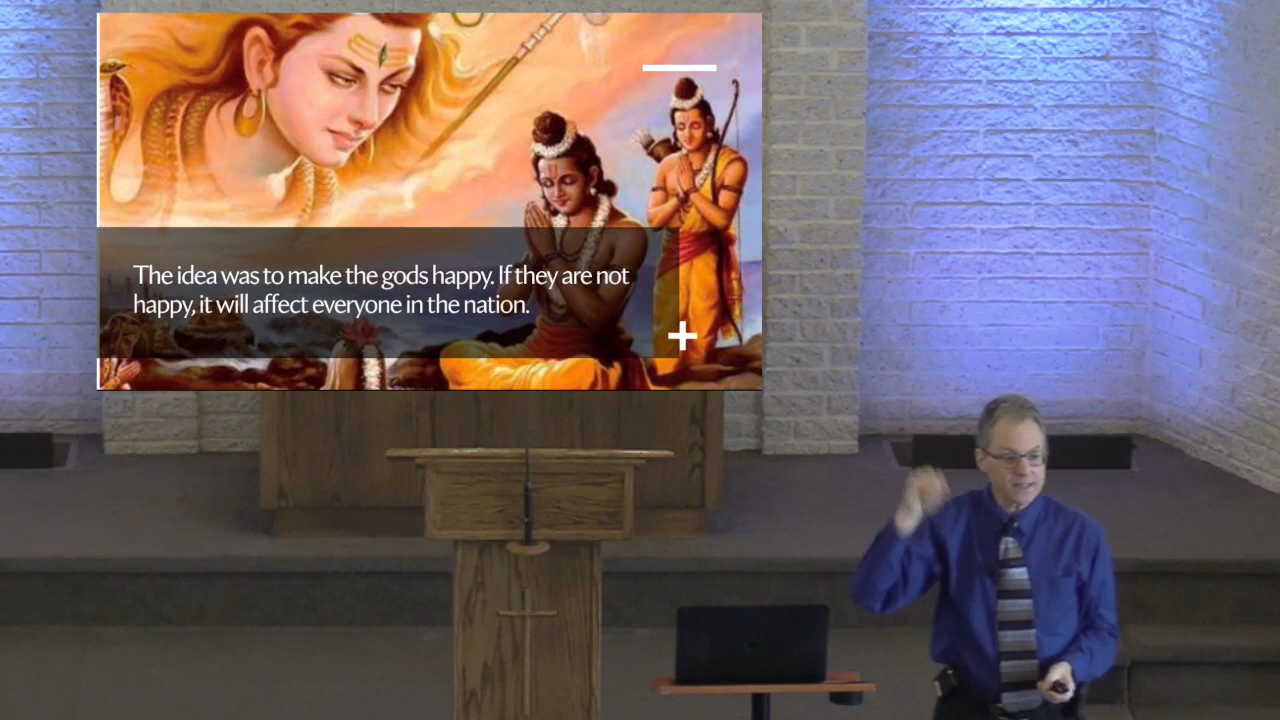 The idea was to make the gods happy. If they are not
happy, it will affect everyone in the nation.